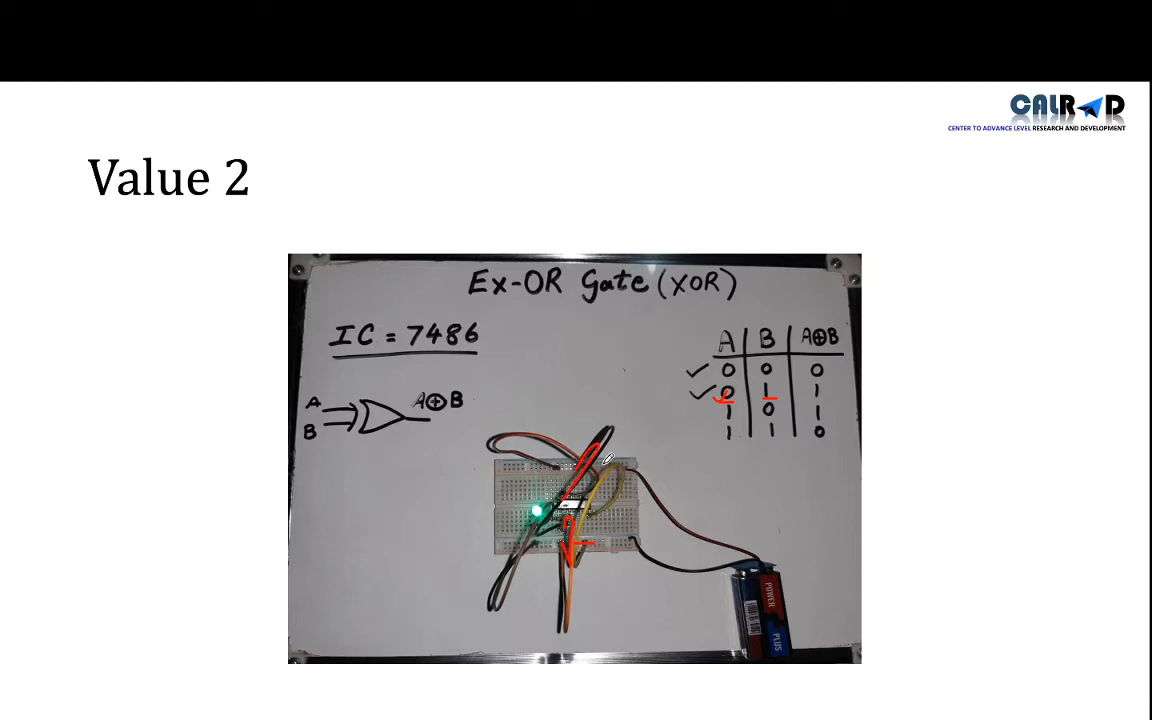 CALROAD
CENTER TO ADVANCE LEVEL RESEARCH AND DEVELOPMENT
Value 2
Ex-OR Gate (XOR)
IC = 7486
A
B
A⊕B
A B A⊕B
0 0 0
0 1 1
1 0 1
1 1 0
POWER
PLUS